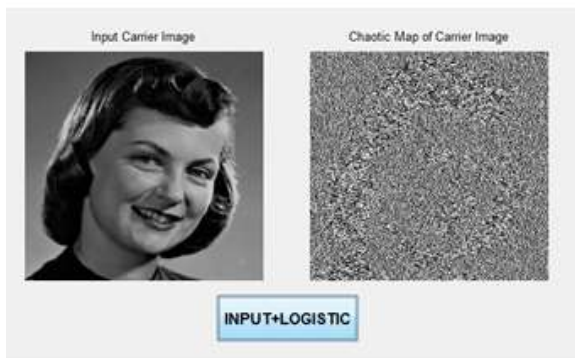 Input Carrier Image
Chaotic Map of Carrier Image
INPUT+LOGISTIC